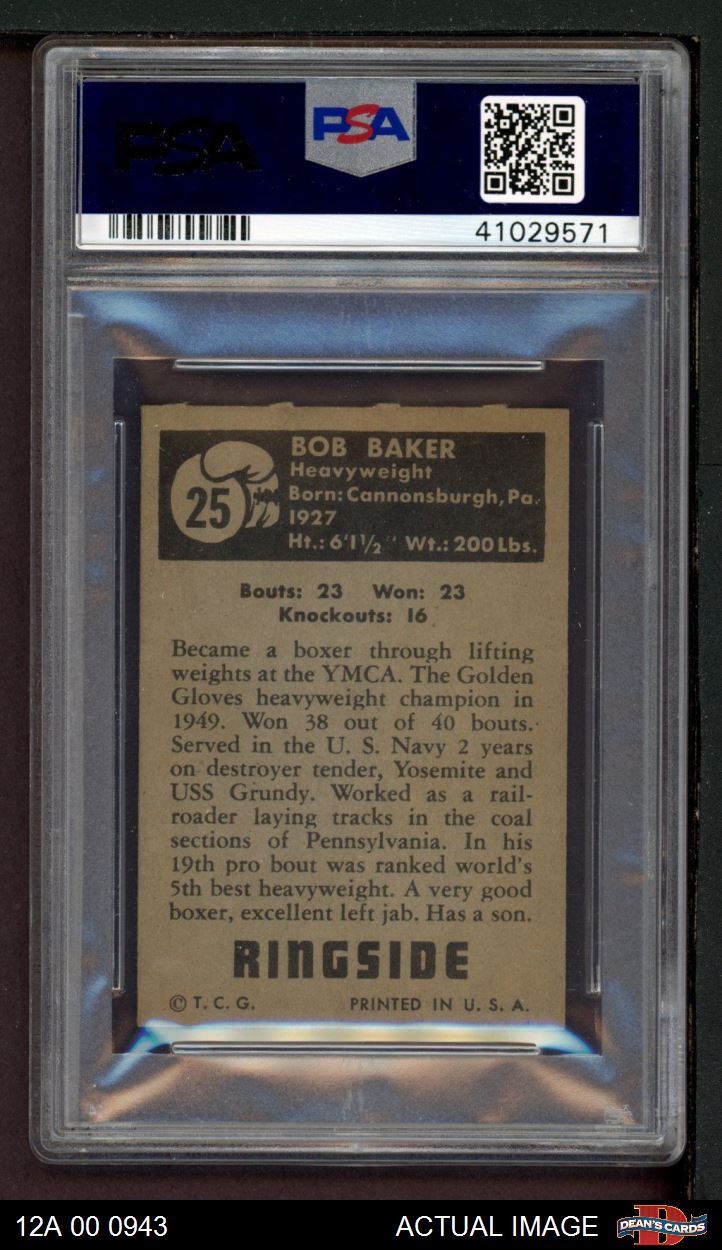 PSA
PSA
41029571
25
BOB BAKER
Heavyweight
Born: Cannonsburgh, Pa.
1927
Ht.: 6'1½" Wt.: 200 Lbs.
Bouts: 23 Won: 23
Knockouts: 16
Became a boxer through lifting
weights at the YMCA. The Golden
Gloves heavyweight champion in
1949. Won 38 out of 40 bouts.
Served in the U. S. Navy 2 years
on destroyer tender, Yosemite and
USS Grundy. Worked as a rail-
roader laying tracks in the coal
sections of Pennsylvania. In his
19th pro bout was ranked world's
5th best heavyweight. A very good
boxer, excellent left jab. Has a son.
RINGSIDE
© T. C. G. PRINTED IN U. S. A.
12A 00 0943 ACTUAL IMAGE DEAN'S CARDS